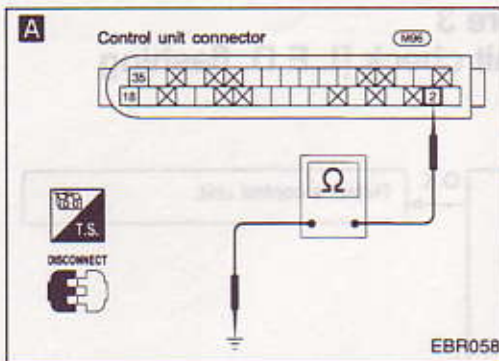 A
Control unit connector
M96
35
18
2
Ω
T.S.
DISCONNECT
EBR058